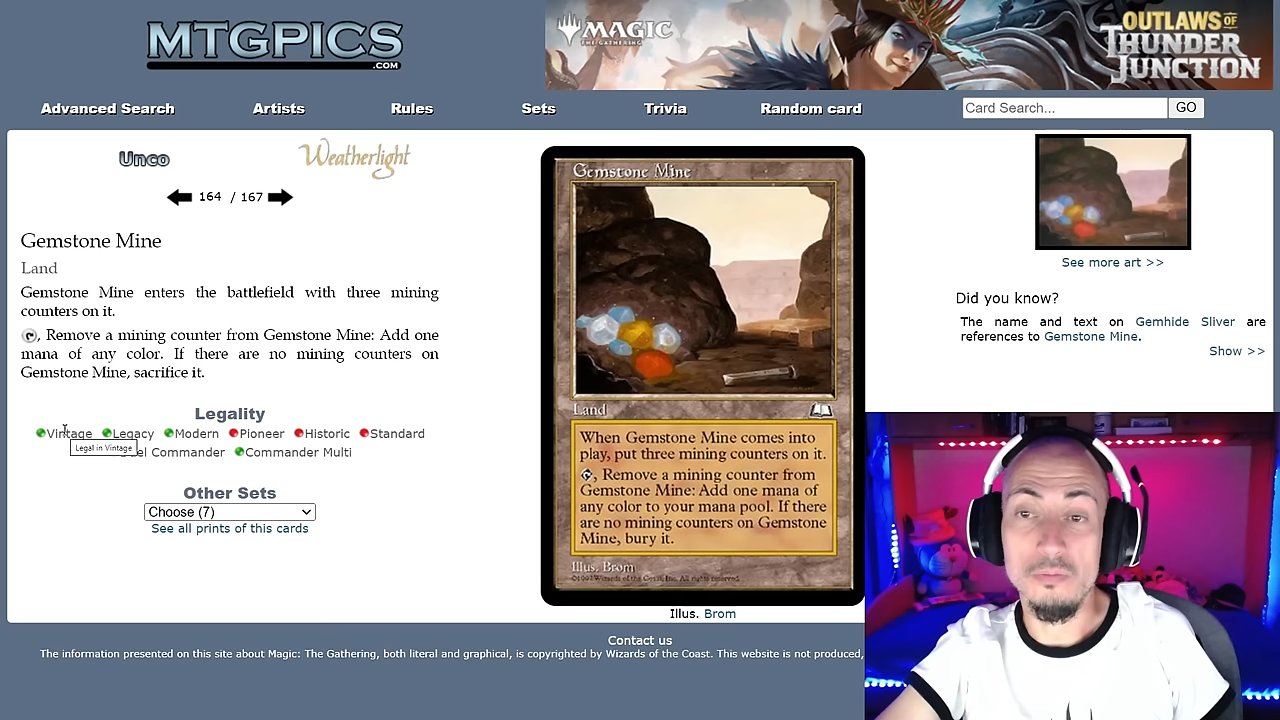 MTGPICS
.COM
MAGIC
THE GATHERING
OUTLAWS OF
THUNDER
JUNCTION
Advanced Search
Artists
Rules
Sets
Trivia
Random card
Card Search...
GO
Unco
Weatherlight
164 / 167
Gemstone Mine
Land
Gemstone Mine enters the battlefield with three mining
counters on it.
, Remove a mining counter from Gemstone Mine: Add one
mana of any color. If there are no mining counters on
Gemstone Mine, sacrifice it.
Legality
Vintage Legacy Modern Pioneer Historic Standard
Legal in Vintage
Commander Commander Multi
Other Sets
Choose (7)
See all prints of this cards
Gemstone Mine
Land
When Gemstone Mine comes into
play, put three mining counters on it.
, Remove a mining counter from
Gemstone Mine: Add one mana of
any color to your mana pool. If there
are no mining counters on Gemstone
Mine, bury it.
Illus. Brom
©1997 Wizards of the Coast, Inc. All rights reserved.
Illus. Brom
See more art >>
Did you know?
The name and text on Gemhide Sliver are
references to Gemstone Mine.
Show >>
Contact us
The information presented on this site about Magic: The Gathering, both literal and graphical, is copyrighted by Wizards of the Coast. This website is not produced,